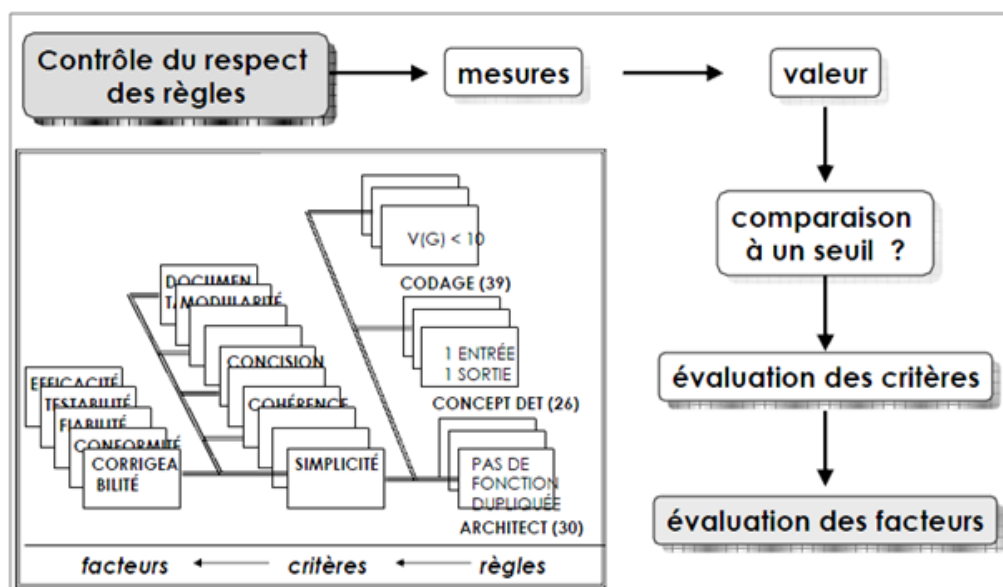 Contrôle du respect
des règles
mesures
valeur
comparaison
à un seuil ?
évaluation des critères
évaluation des facteurs
V(G) < 10
CODAGE (39)
1 ENTRÉE
1 SORTIE
CONCEPT DET (26)
PAS DE
FONCTION
DUPLIQUÉE
ARCHITECT (30)
DOCUMEN
MODULARITÉ
CONCISION
COHÉRENCE
SIMPLICITÉ
EFFICACITÉ
TESTABILITÉ
FIABILITÉ
CONFORMITÉ
CORRIGEA
BILITÉ
facteurs
critères
règles